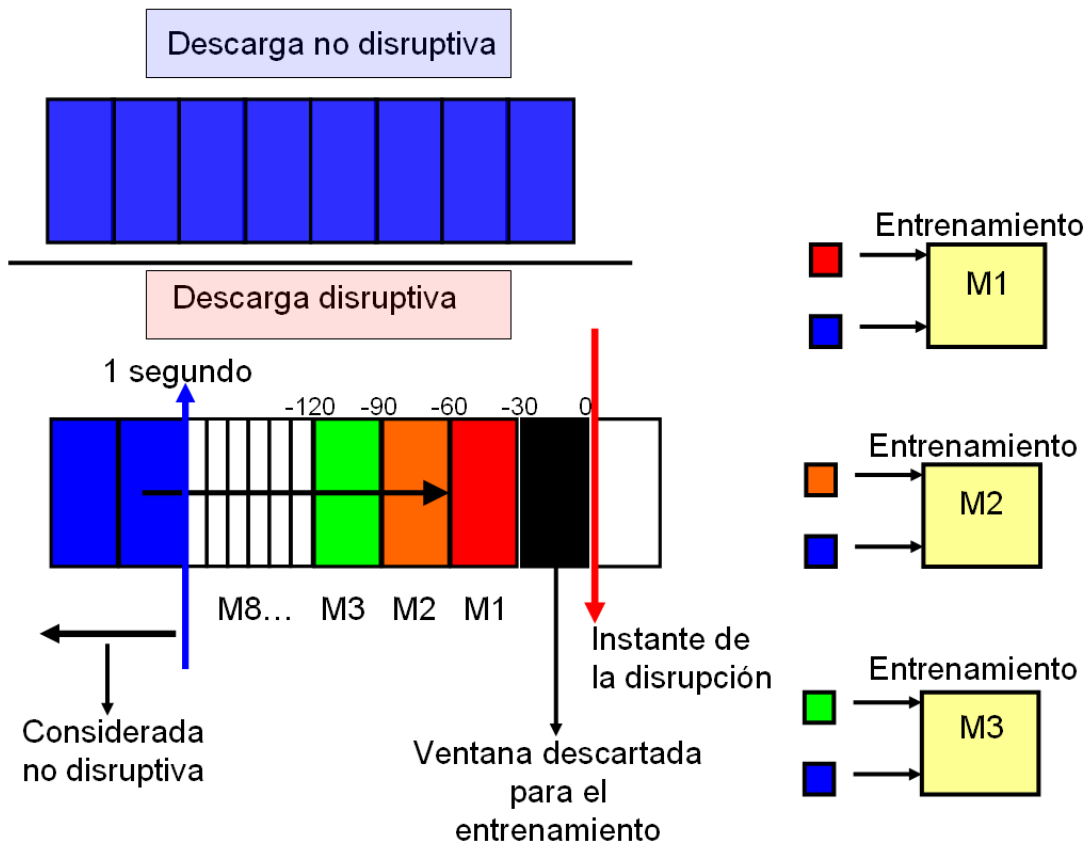 Descarga no disruptiva
Descarga disruptiva
1 segundo
-120 -90 -60 -30 0
M8... M3 M2 M1
Considerada
no disruptiva
Ventana descartada
para el
entrenamiento
Instante de
la disrupción
Entrenamiento
M1
Entrenamiento
M2
Entrenamiento
M3